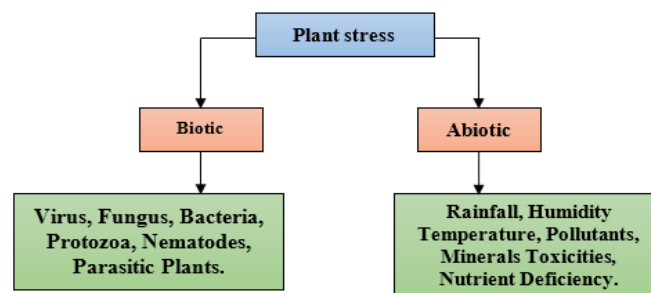 Plant stress
Biotic
Abiotic
Virus, Fungus, Bacteria,
Protozoa, Nematodes,
Parasitic Plants.
Rainfall, Humidity
Temperature, Pollutants,
Minerals Toxicities,
Nutrient Deficiency.